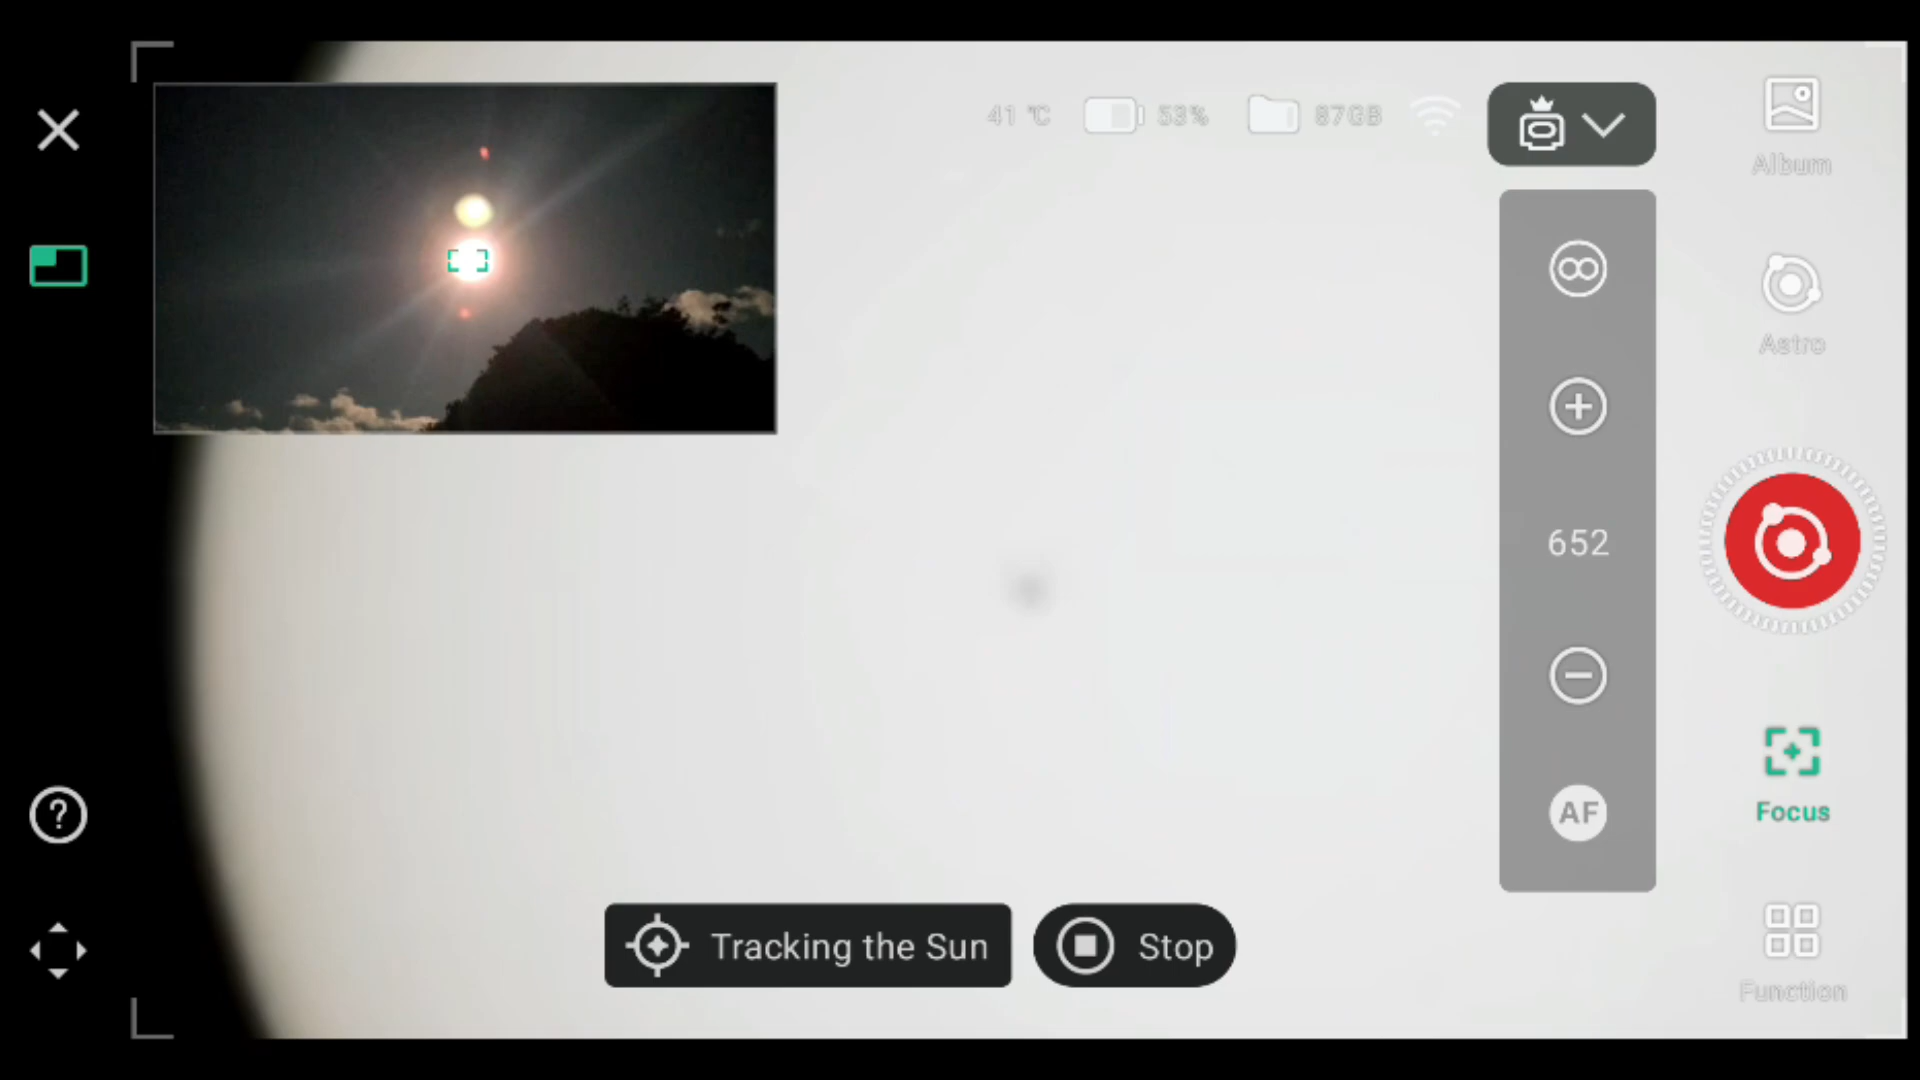 41 ℃ 53% 87GB
Album
Astro
652
AF
Focus
Tracking the Sun
Stop
Function